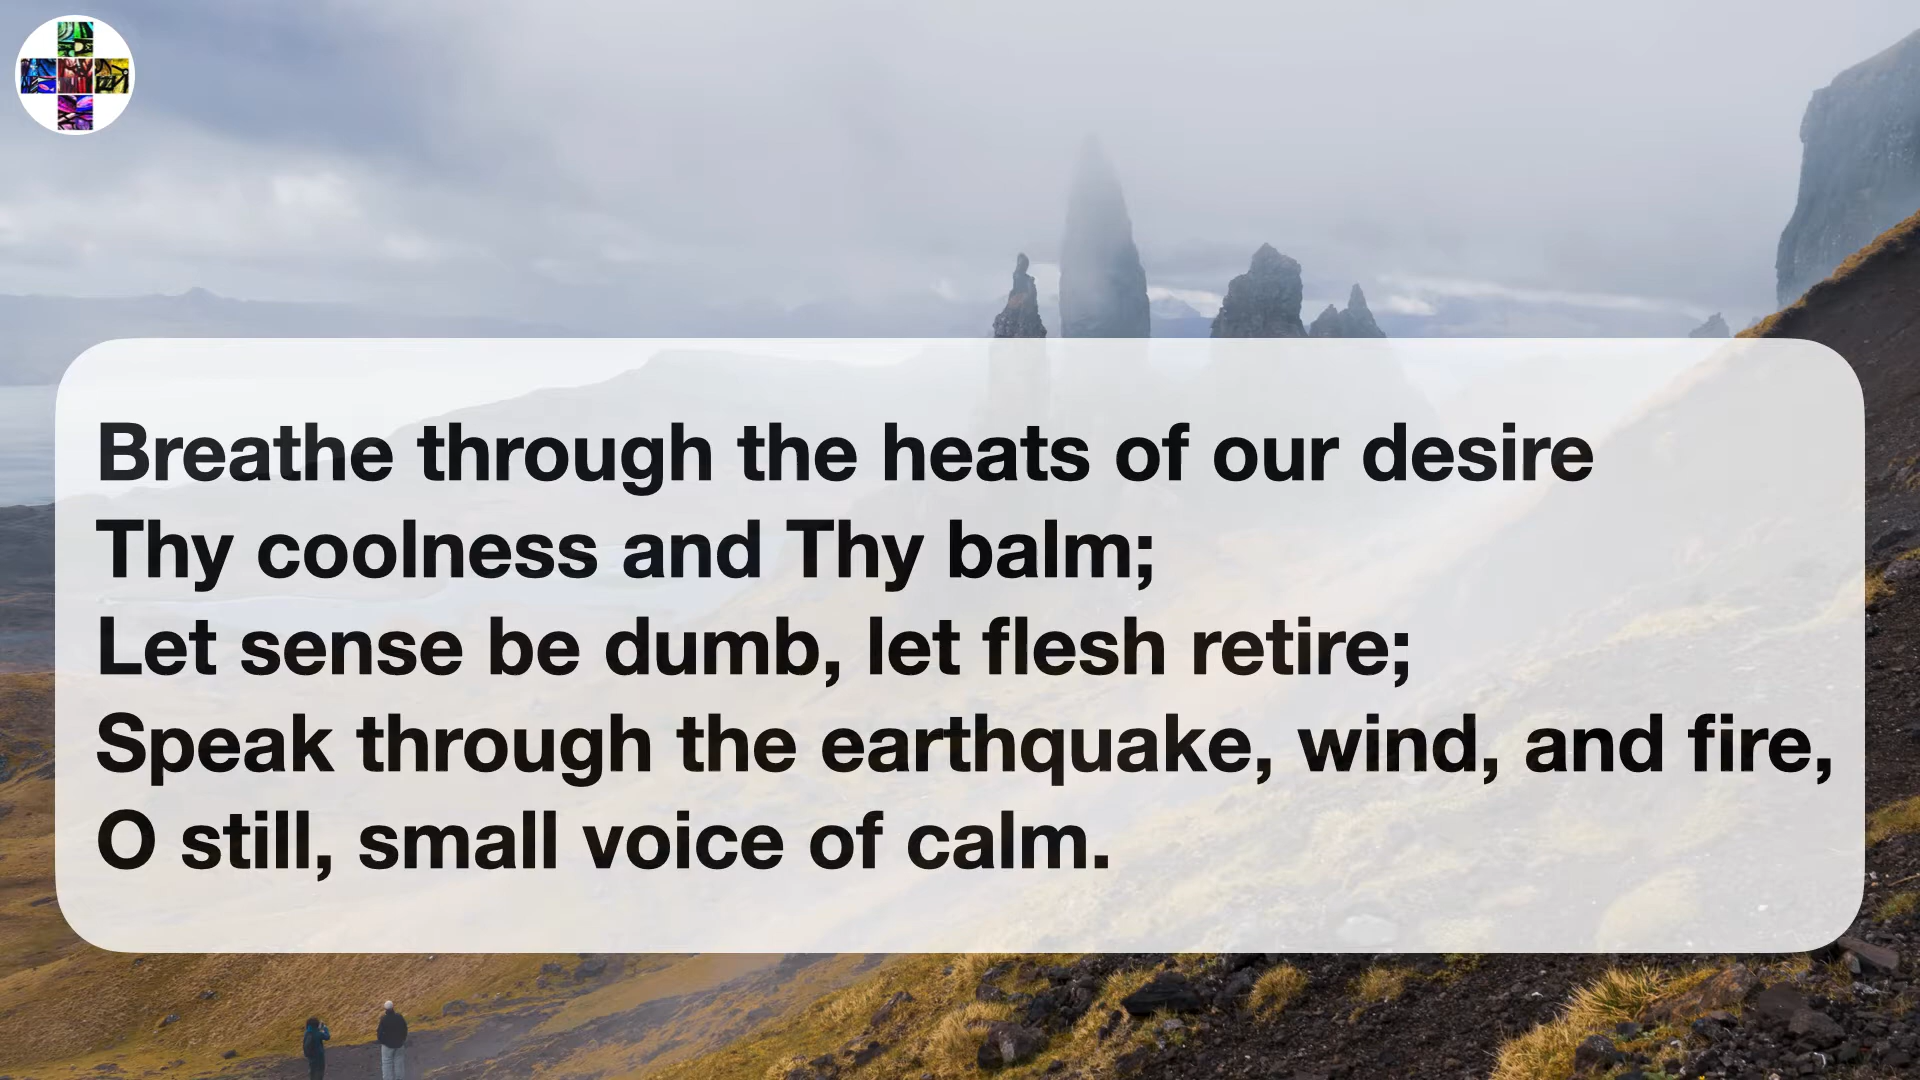 Breathe through the heats of our desire
Thy coolness and Thy balm;
Let sense be dumb, let flesh retire;
Speak through the earthquake, wind, and fire,
O still, small voice of calm.